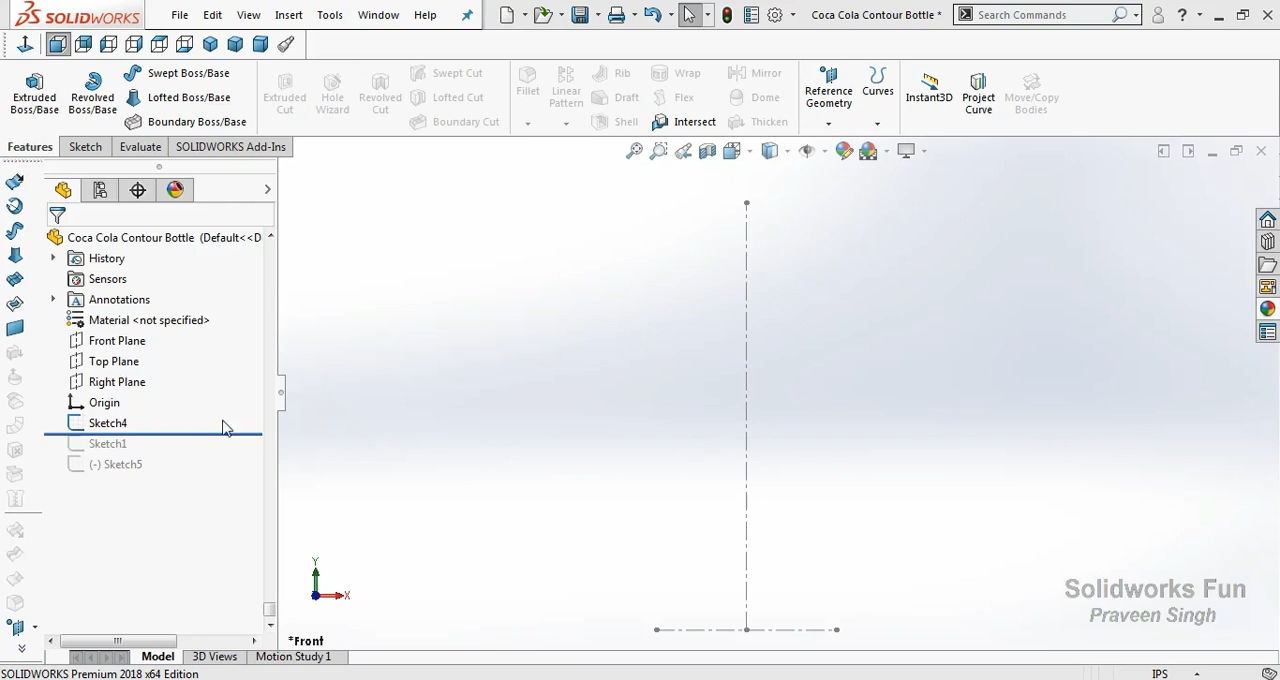 SOLIDWORKS File Edit View Insert Tools Window Help Coca Cola Contour Bottle * Search Commands ?
Extruded Boss/Base
Revolved Boss/Base
Swept Boss/Base
Lofted Boss/Base
Boundary Boss/Base
Extruded Cut
Hole Wizard
Revolved Cut
Swept Cut
Lofted Cut
Boundary Cut
Fillet
Linear Pattern
Rib
Draft
Shell
Wrap
Flex
Intersect
Mirror
Dome
Thicken
Reference Geometry
Curves
Instant3D
Project Curve
Move/Copy Bodies
Features Sketch Evaluate SOLIDWORKS Add-Ins
Coca Cola Contour Bottle (Default<<D
History
Sensors
Annotations
Material <not specified>
Front Plane
Top Plane
Right Plane
Origin
Sketch4
Sketch1
(-) Sketch5
Y
X
*Front
Solidworks Fun
Praveen Singh
Model 3D Views Motion Study 1
SOLIDWORKS Premium 2018 x64 Edition IPS